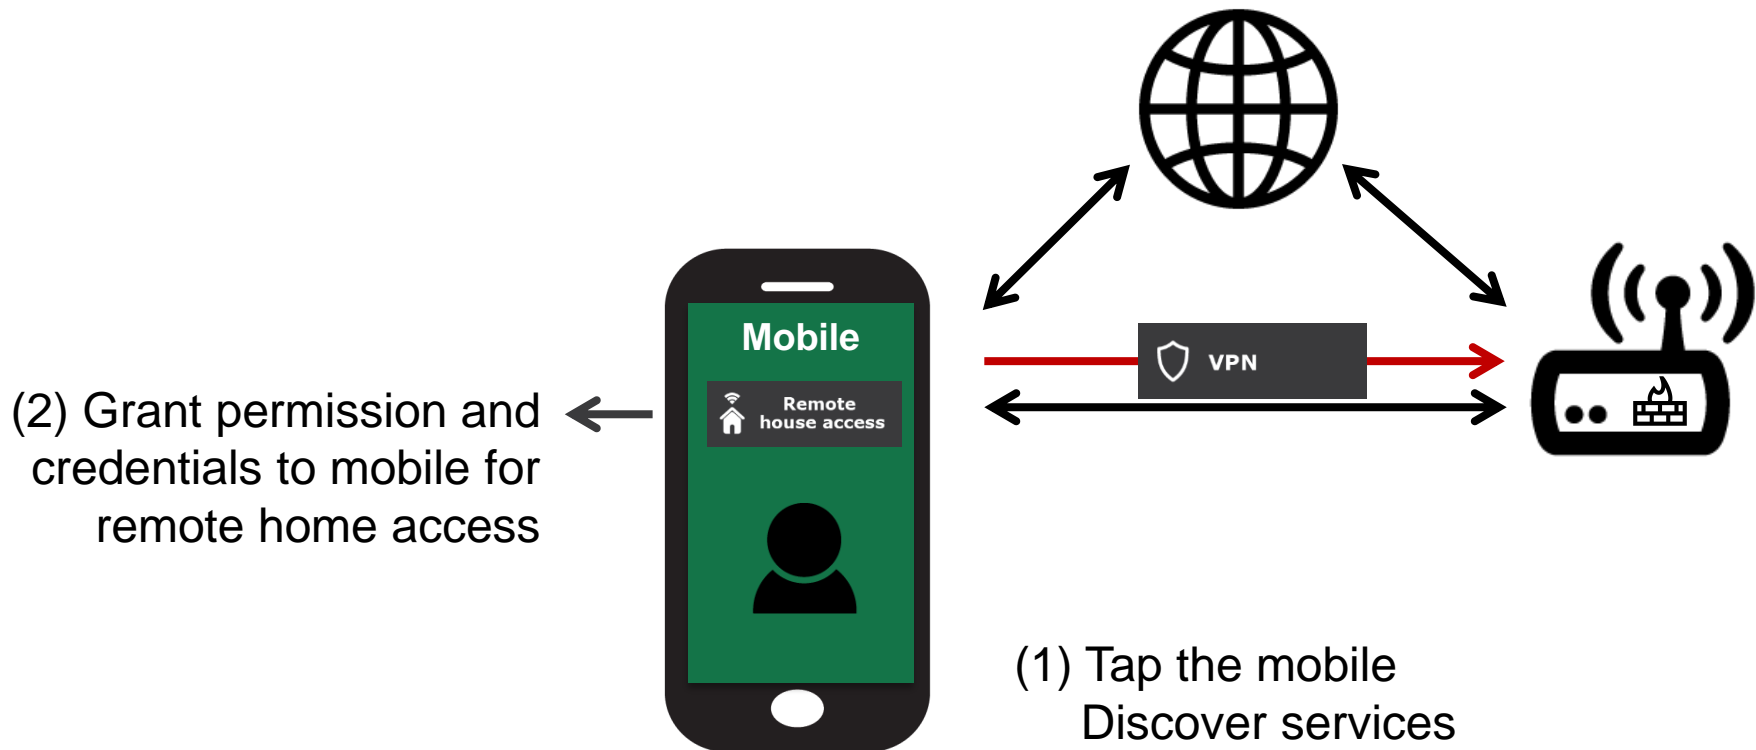 Mobile
Remote
house access
VPN
(2) Grant permission and
credentials to mobile for
remote home access
(1) Tap the mobile
Discover services